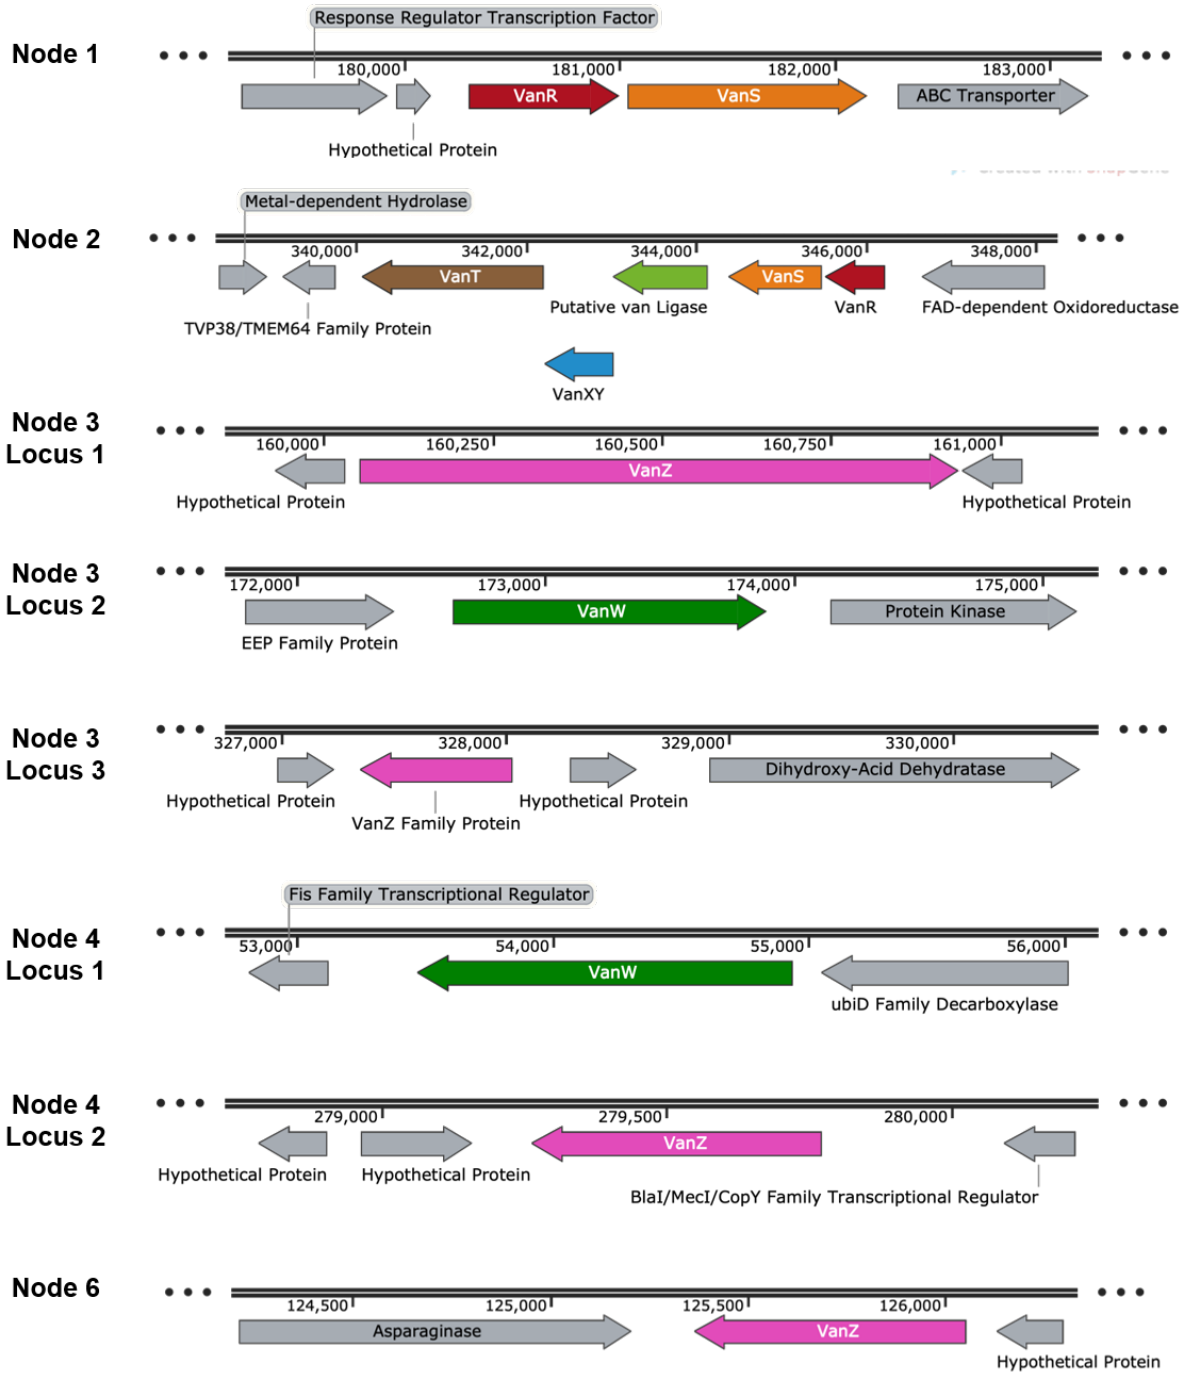 Response Regulator Transcription Factor
Node 1
180,000 181,000 182,000 183,000
VanR VanS ABC Transporter
Hypothetical Protein
Metal-dependent Hydrolase
Node 2
340,000 342,000 344,000 346,000 348,000
VanT VanS
Putative van Ligase VanR FAD-dependent Oxidoreductase
TVP38/TMEM64 Family Protein
VanXY
Node 3
Locus 1
160,000 160,250 160,500 160,750 161,000
VanZ
Hypothetical Protein Hypothetical Protein
Node 3
Locus 2
172,000 173,000 174,000 175,000
VanW Protein Kinase
EEP Family Protein
Node 3
Locus 3
327,000 328,000 329,000 330,000
Dihydroxy-Acid Dehydratase
Hypothetical Protein Hypothetical Protein
VanZ Family Protein
Fis Family Transcriptional Regulator
Node 4
Locus 1
53,000 54,000 55,000 56,000
VanW
ubiD Family Decarboxylase
Node 4
Locus 2
279,000 279,500 280,000
VanZ
Hypothetical Protein Hypothetical Protein
BlaI/MecI/CopY Family Transcriptional Regulator
Node 6
124,500 125,000 125,500 126,000
Asparaginase VanZ
Hypothetical Protein